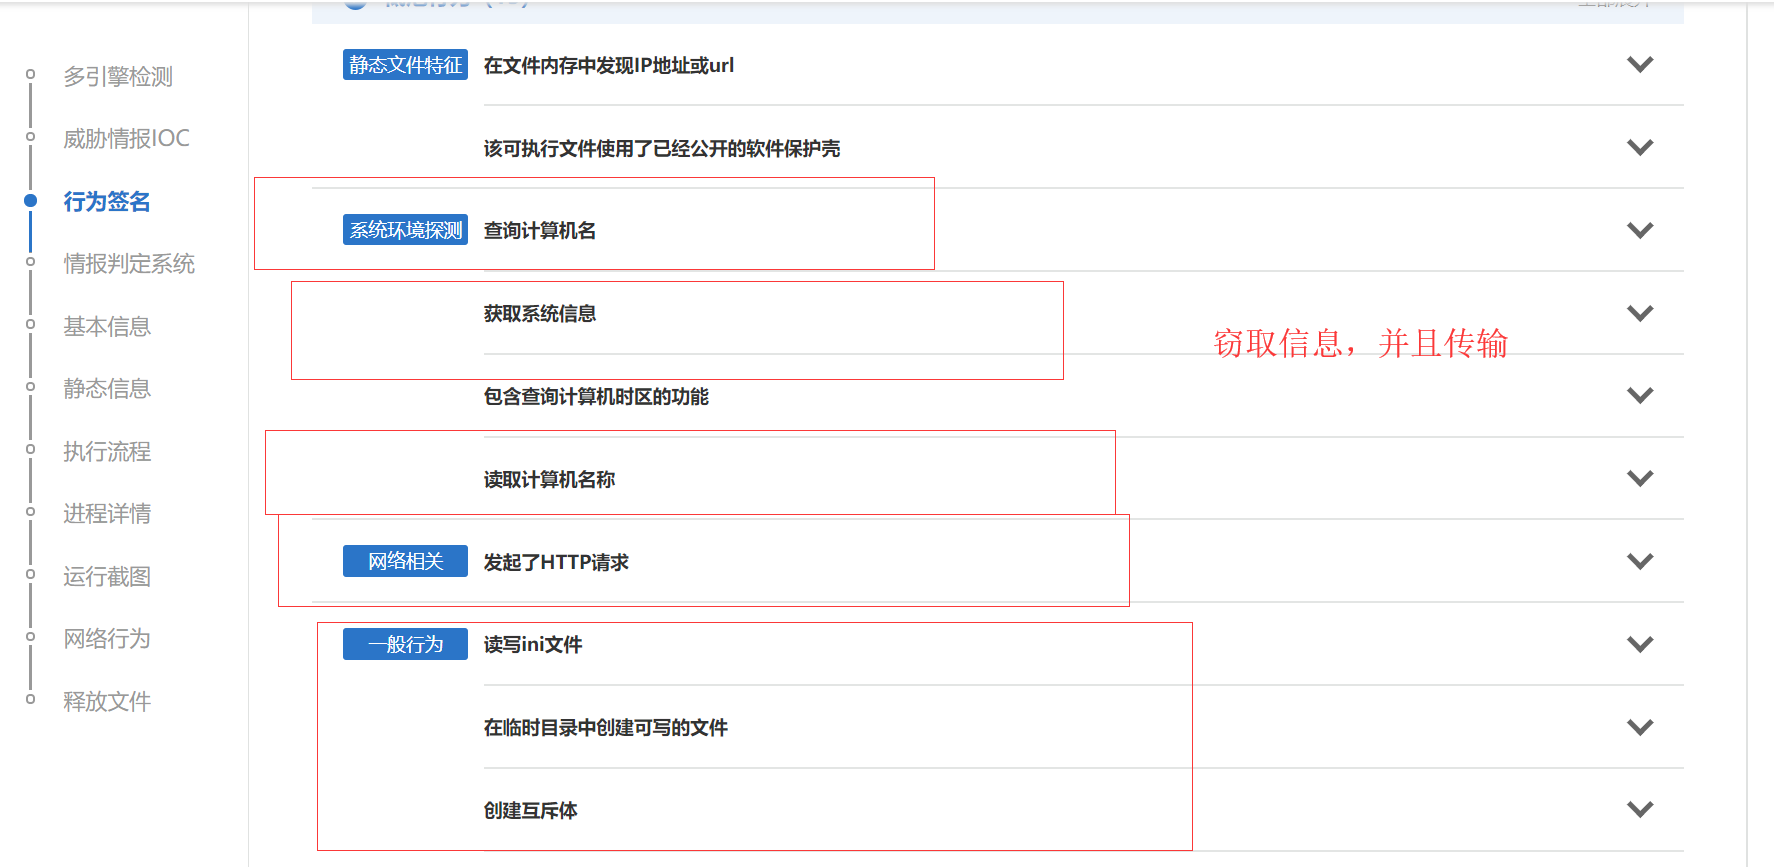 多引擎检测
威胁情报IOC
行为签名
情报判定系统
基本信息
静态信息
执行流程
进程详情
运行截图
网络行为
释放文件
静态文件特征 在文件内存中发现IP地址或url
该可执行文件使用了已经公开的软件保护壳
系统环境探测 查询计算机名
获取系统信息
窃取信息，并且传输
包含查询计算机时区的功能
读取计算机名称
网络相关 发起了HTTP请求
一般行为 读写ini文件
在临时目录中创建可写的文件
创建互斥体